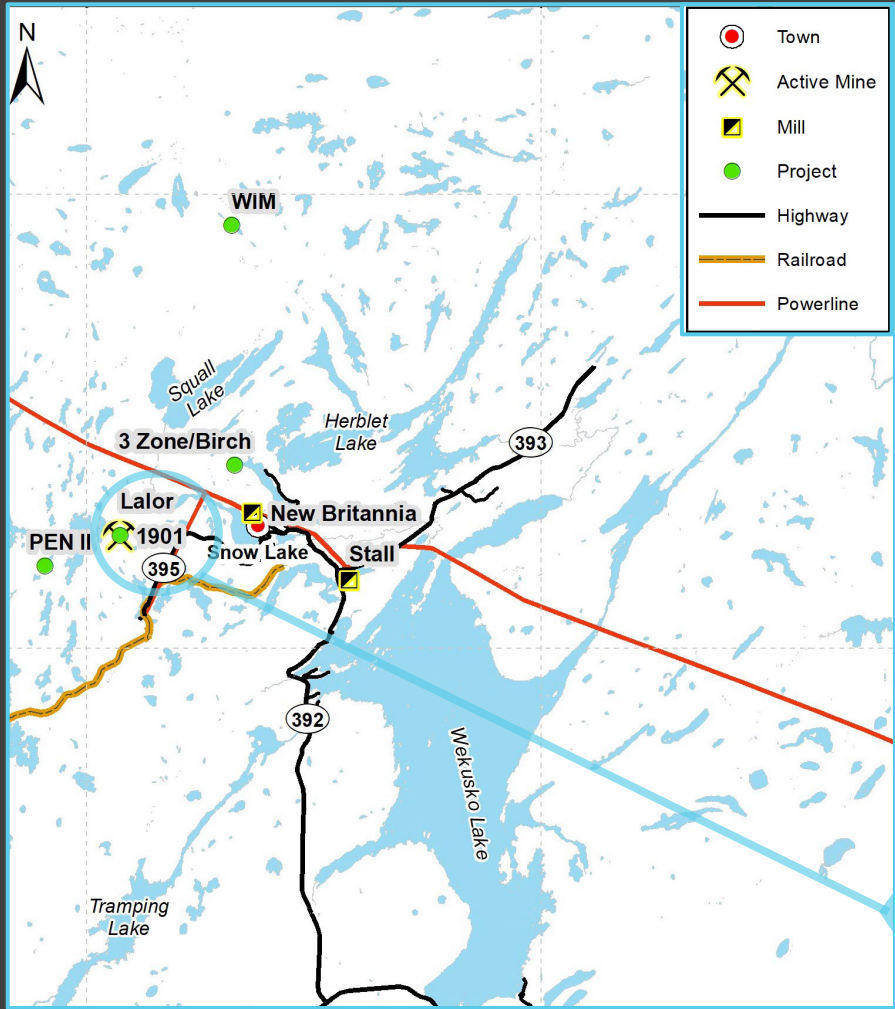 N
Town
Active Mine
Mill
Project
Highway
Railroad
Powerline
WIM
Squall
Lake
Herblet
Lake
3 Zone/Birch
393
Lalor
New Britannia
1901
PEN II
Snow Lake
Stall
395
392
Wekusko Lake
Tramping
Lake